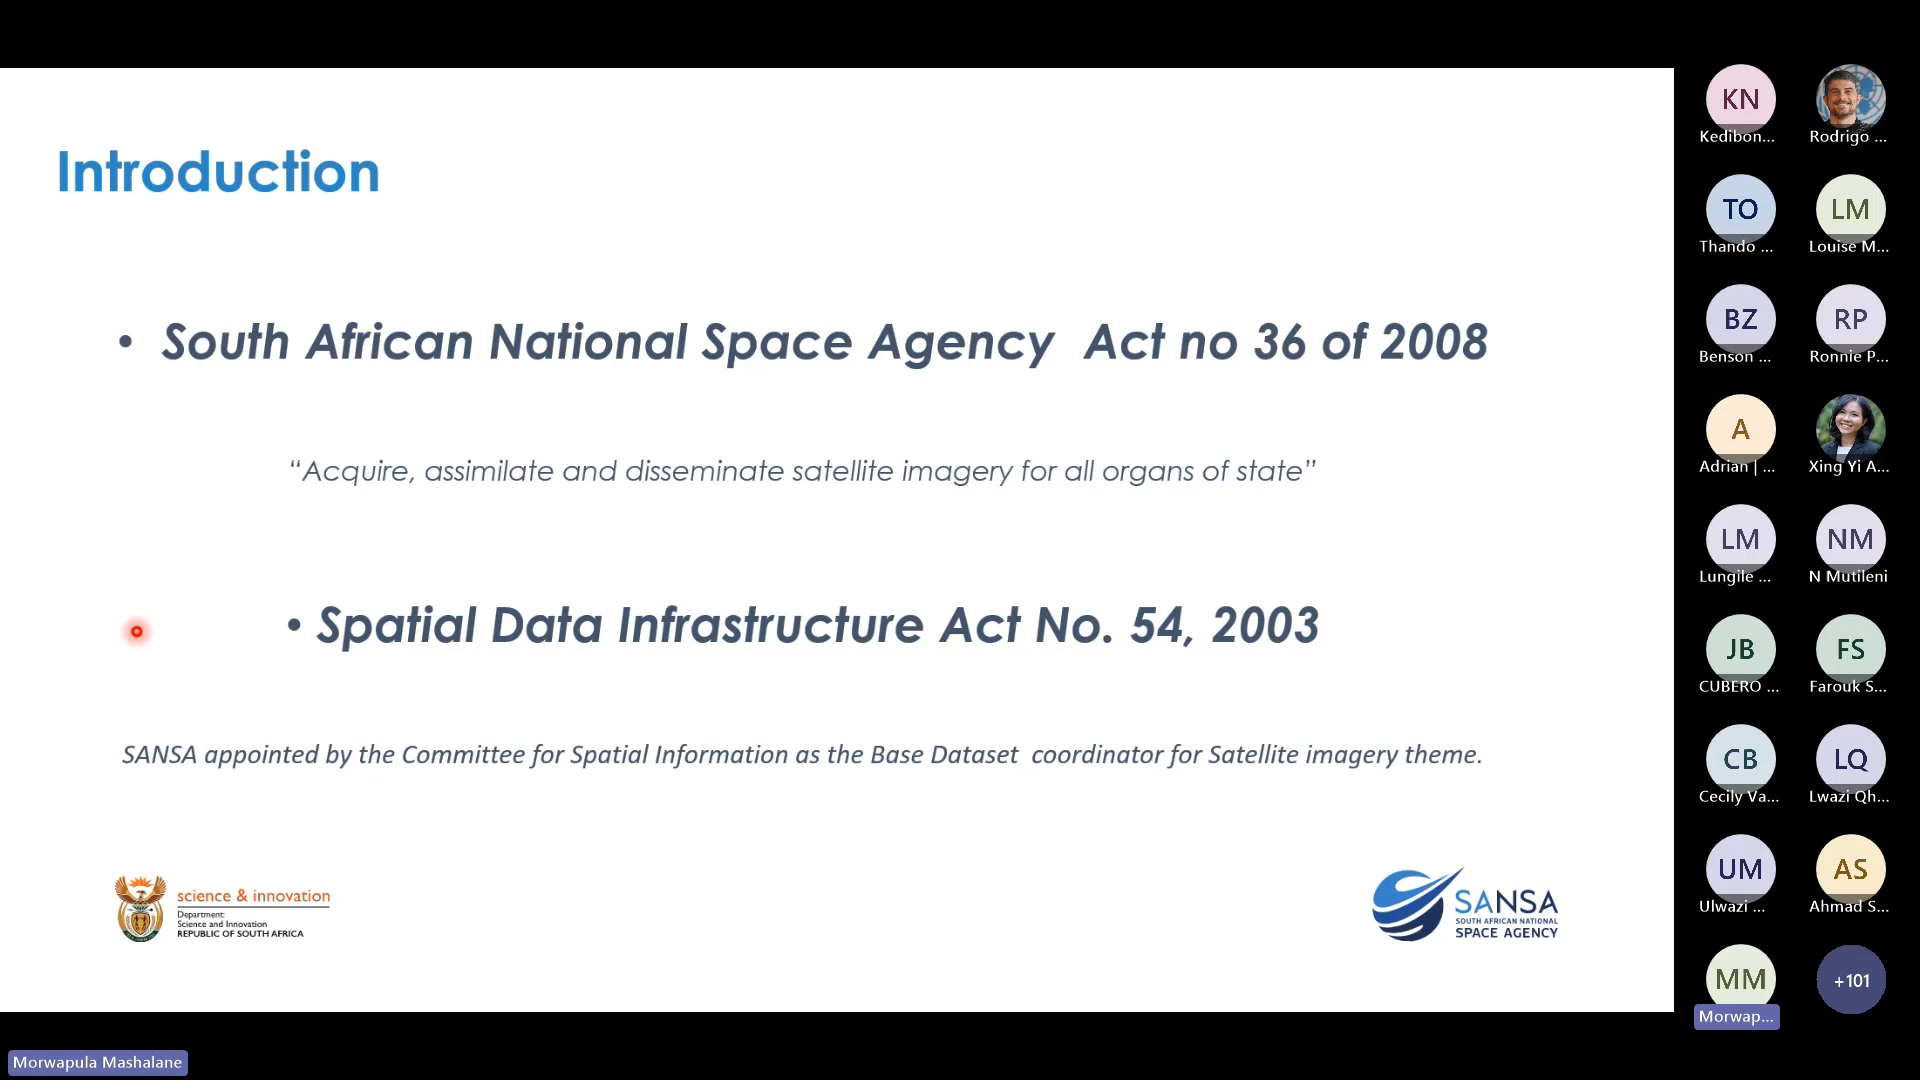 Introduction
• South African National Space Agency Act no 36 of 2008
“Acquire, assimilate and disseminate satellite imagery for all organs of state”
• Spatial Data Infrastructure Act No. 54, 2003
SANSA appointed by the Committee for Spatial Information as the Base Dataset coordinator for Satellite imagery theme.
science & innovation
Department:
Science and Innovation
REPUBLIC OF SOUTH AFRICA
SANSA
SOUTH AFRICAN NATIONAL
SPACE AGENCY
KN
Kedibon...
Rodrigo ...
TO
Thando ...
LM
Louise M...
BZ
Benson ...
RP
Ronnie P...
A
Adrian | ...
Xing Yi A...
LM
Lungile ...
NM
N Mutileni
JB
CUBERO ...
FS
Farouk S...
CB
Cecily Va...
LQ
Lwazi Qh...
UM
Ulwazi ...
AS
Ahmad S...
MM
Morwap...
+101
Morwapula Mashalane